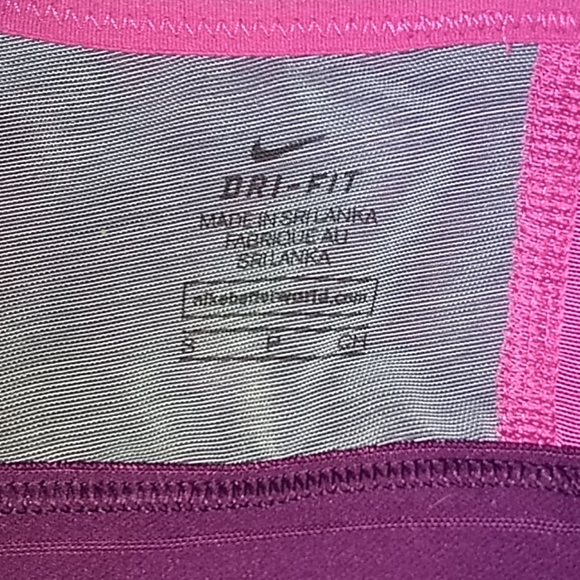 DRI-FIT
MADE IN SRI LANKA
FABRIQUE AU
SRI LANKA
nikebetterworld.com
S P CH